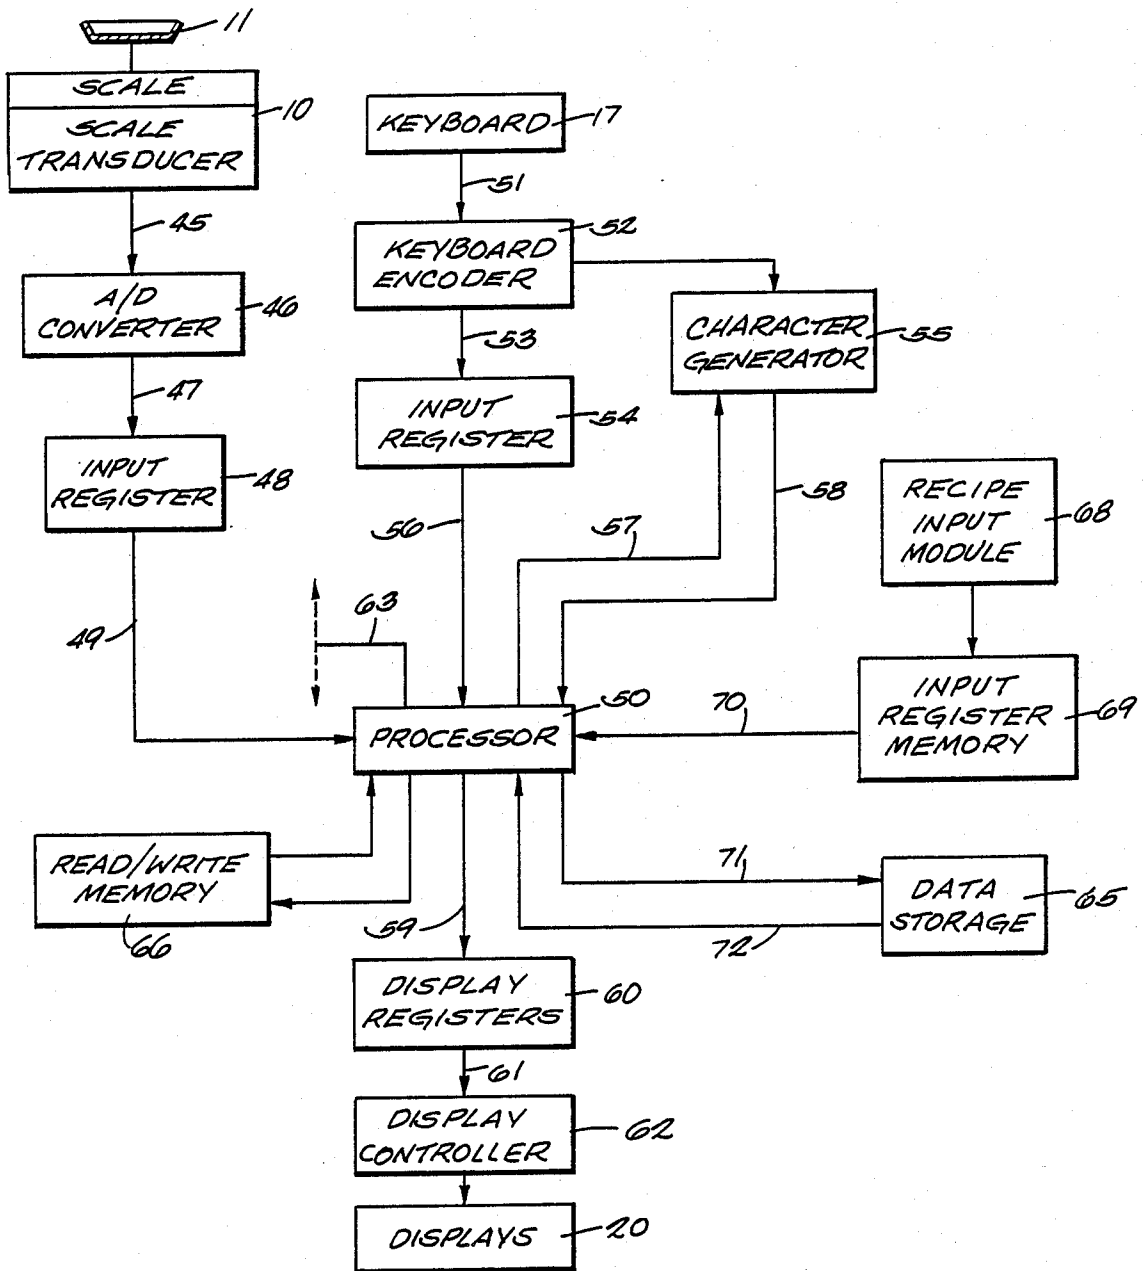 11
SCALE
10
SCALE
TRANSDUCER
45
A/D
CONVERTER
46
47
INPUT
REGISTER
48
49
KEYBOARD
17
51
52
KEYBOARD
ENCODER
53
INPUT
REGISTER
54
56
CHARACTER
GENERATOR
55
57
58
RECIPE
INPUT
MODULE
68
INPUT
REGISTER
MEMORY
69
70
63
50
PROCESSOR
READ/WRITE
MEMORY
66
59
71
72
DATA
STORAGE
65
DISPLAY
REGISTERS
60
61
DISPLAY
CONTROLLER
62
DISPLAYS
20